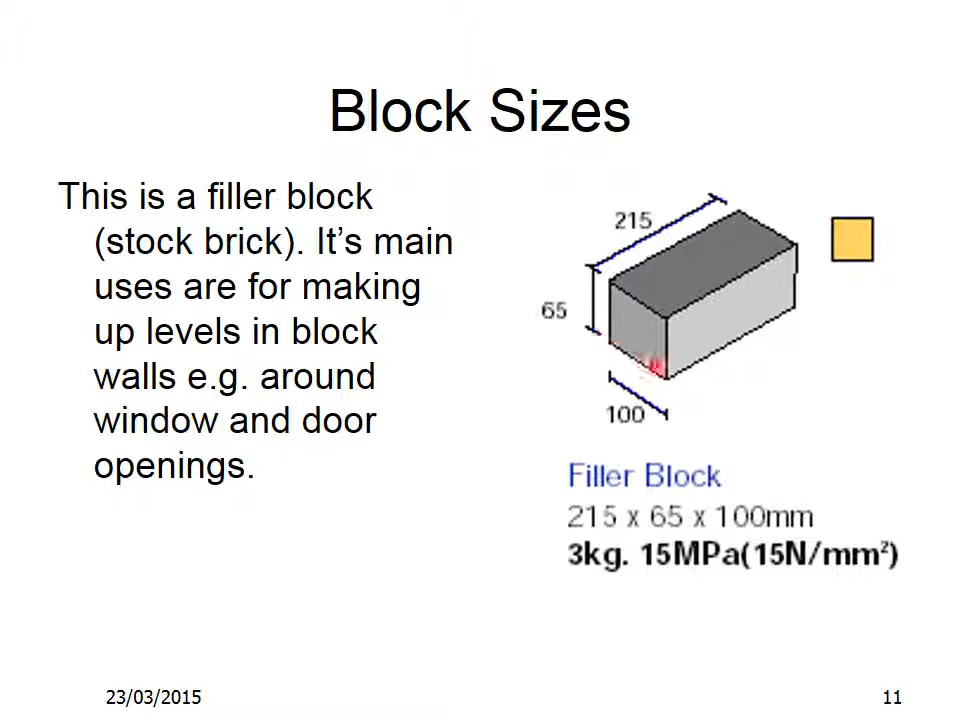 Block Sizes
This is a filler block
(stock brick). It’s main
uses are for making
up levels in block
walls e.g. around
window and door
openings.
215
65
100
Filler Block
215 x 65 x 100mm
3kg. 15MPa(15N/mm²)
23/03/2015
11